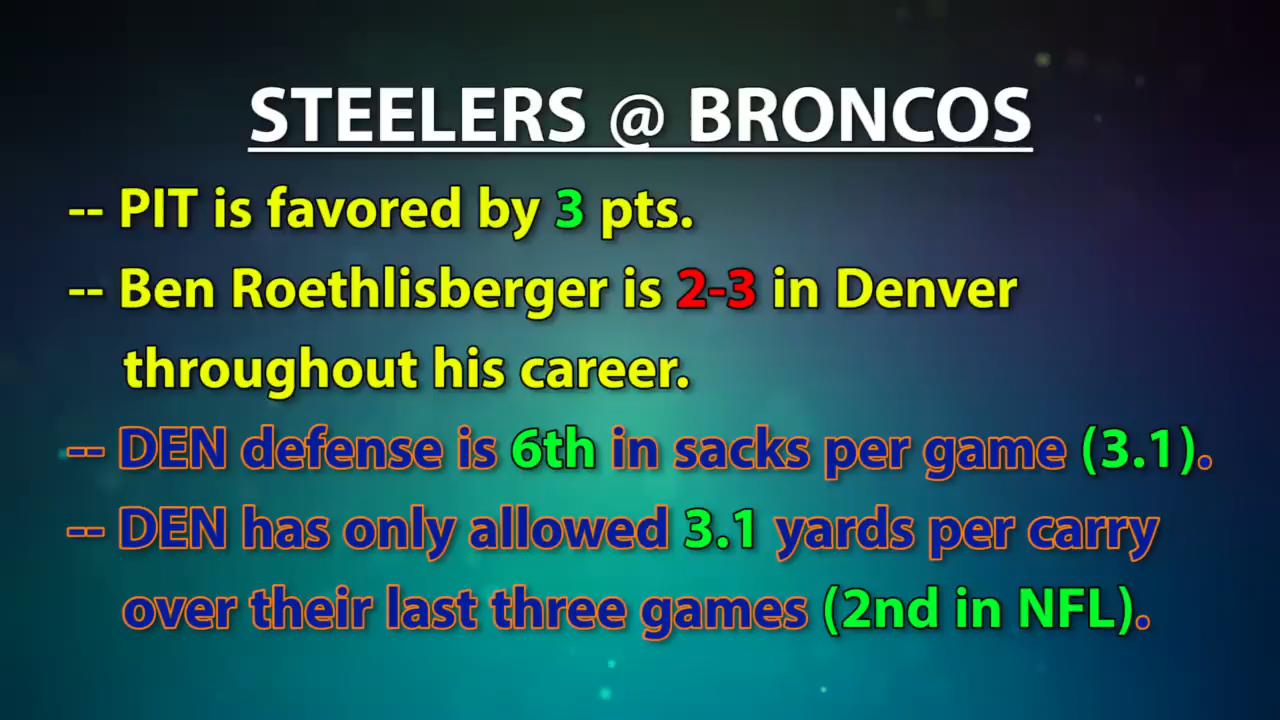 STEELERS @ BRONCOS
-- PIT is favored by 3 pts.
-- Ben Roethlisberger is 2-3 in Denver
throughout his career.
-- DEN defense is 6th in sacks per game (3.1).
-- DEN has only allowed 3.1 yards per carry
over their last three games (2nd in NFL).